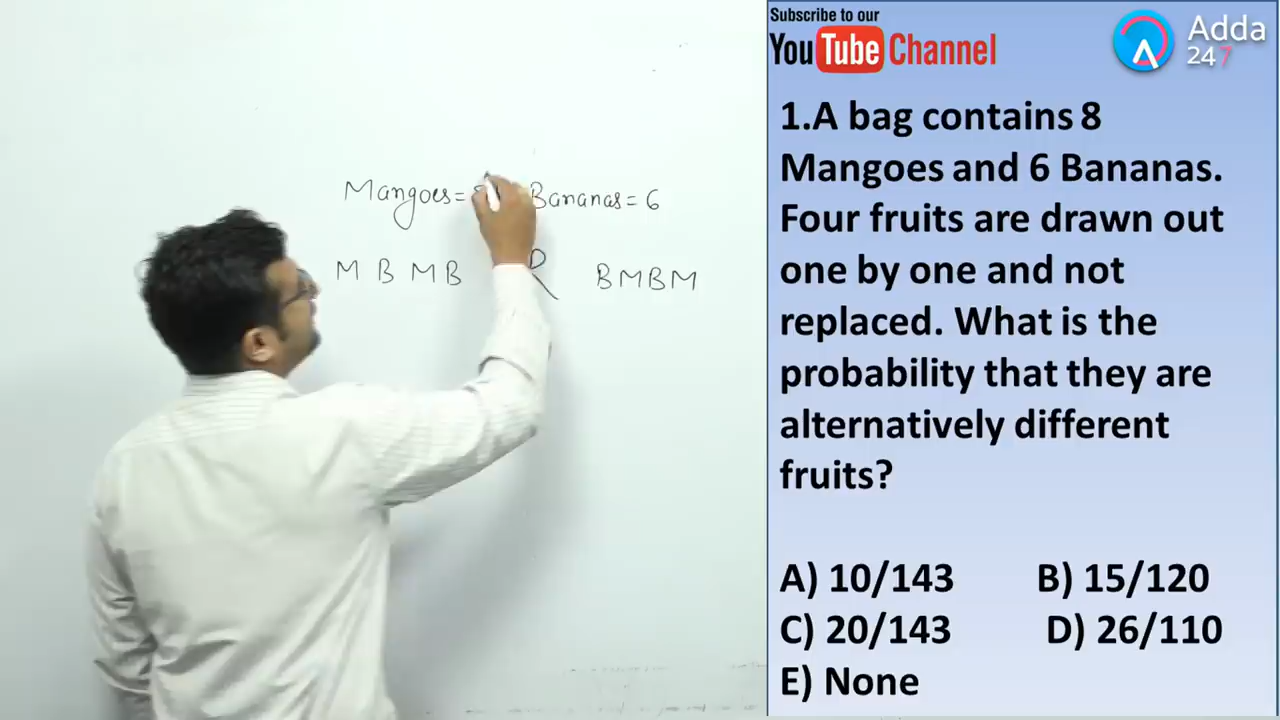 Mangoes= Bananas = 6
M B M B R B M B M
Subscribe to our
YouTube Channel
Adda
247
1.A bag contains 8
Mangoes and 6 Bananas.
Four fruits are drawn out
one by one and not
replaced. What is the
probability that they are
alternatively different
fruits?
A) 10/143 B) 15/120
C) 20/143 D) 26/110
E) None